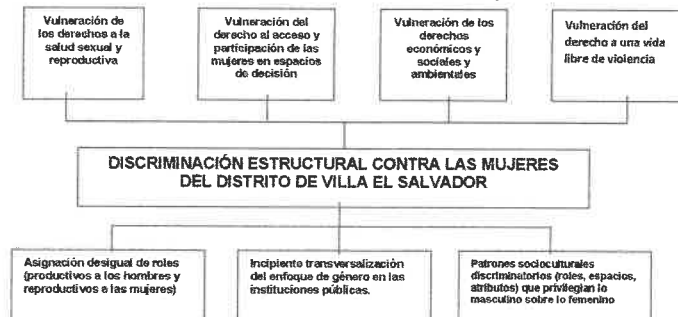 Vulneración de
los derechos a la
salud sexual y
reproductiva
Vulneración del
derecho al acceso y
participación de las
mujeres en espacios
de decisión
Vulneración de los
derechos
económicos y
sociales y
ambientales
Vulneración del
derecho a una vida
libre de violencia
DISCRIMINACIÓN ESTRUCTURAL CONTRA LAS MUJERES
DEL DISTRITO DE VILLA EL SALVADOR
Asignación desigual de roles
(productivos a los hombres y
reproductivos a las mujeres)
Incipiente transversalización
del enfoque de género en las
instituciones públicas.
Patrones socioculturales
discriminatorios (roles, espacios,
atributos) que privilegian lo
masculino sobre lo femenino